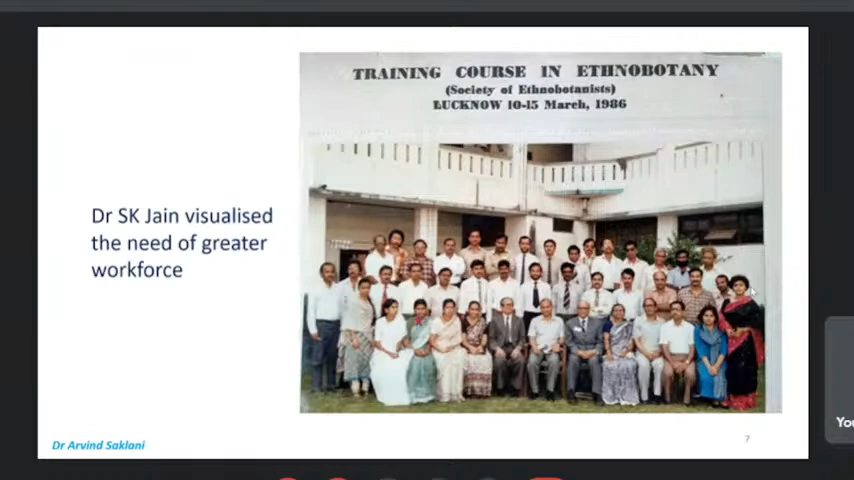 TRAINING COURSE IN ETHNOBOTANY
(Society of Ethnobotanists)
LUCKNOW 10-15 March, 1986
Dr SK Jain visualised
the need of greater
workforce
Dr Arvind Saklani
7
You